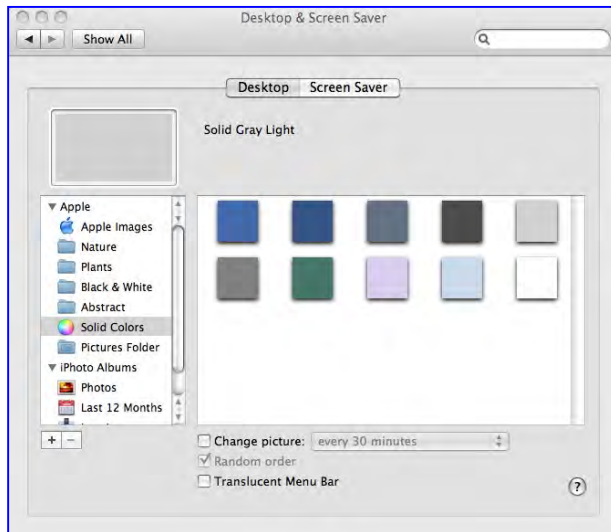 Desktop & Screen Saver
Show All
Desktop Screen Saver
Solid Gray Light
Apple
Apple Images
Nature
Plants
Black & White
Abstract
Solid Colors
Pictures Folder
iPhoto Albums
Photos
Last 12 Months
+ −
Change picture: every 30 minutes
Random order
Translucent Menu Bar
?